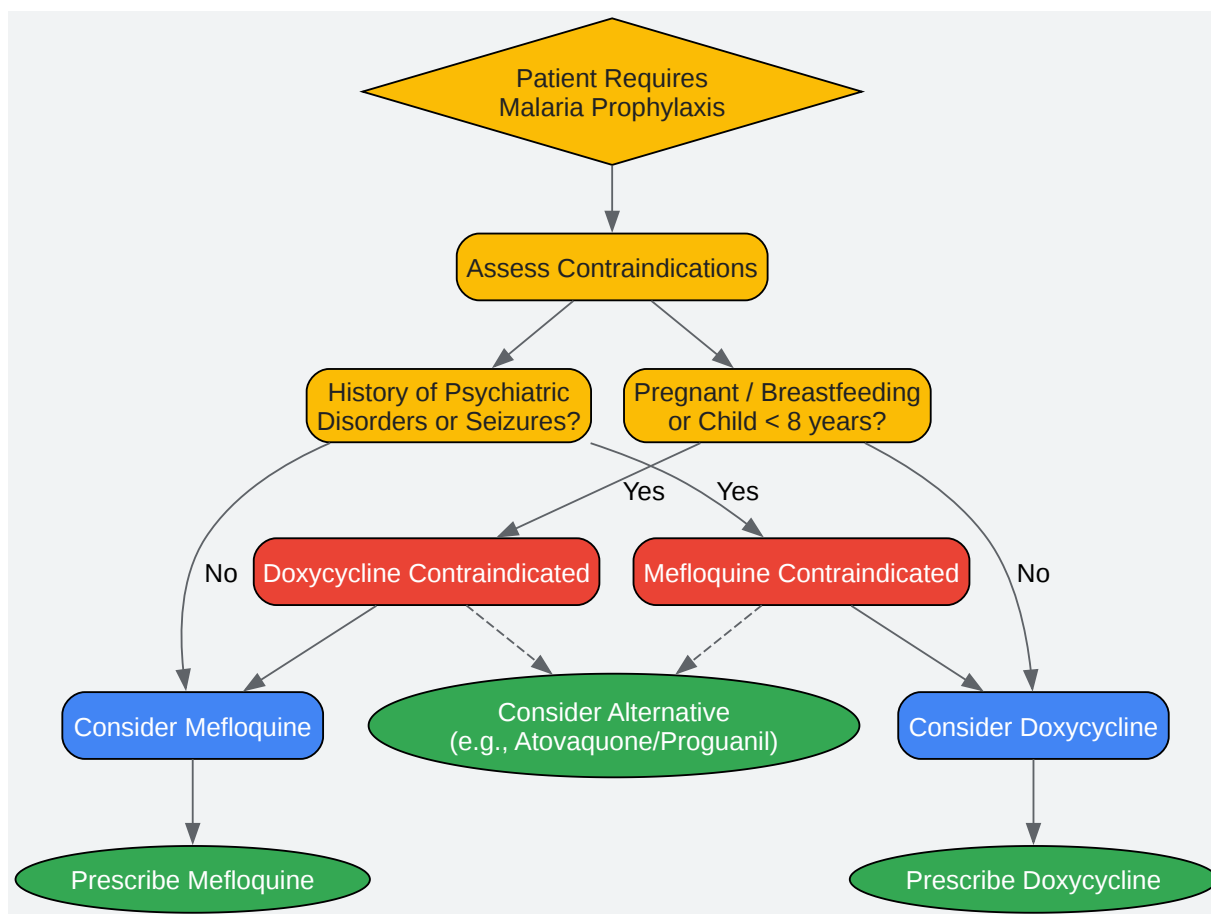 Patient Requires
Malaria Prophylaxis
Assess Contraindications
History of Psychiatric
Disorders or Seizures?
Pregnant / Breastfeeding
or Child < 8 years?
Yes
Yes
No
Doxycycline Contraindicated
Mefloquine Contraindicated
No
Consider Mefloquine
Consider Alternative
(e.g., Atovaquone/Proguanil)
Consider Doxycycline
Prescribe Mefloquine
Prescribe Doxycycline